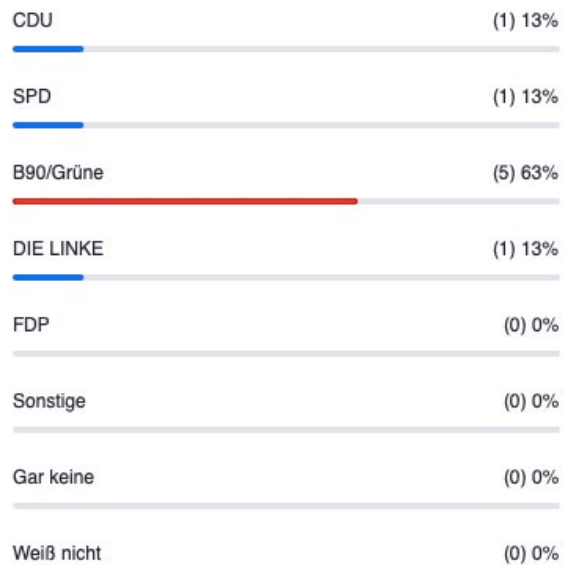 CDU (1) 13%
SPD (1) 13%
B90/Grüne (5) 63%
DIE LINKE (1) 13%
FDP (0) 0%
Sonstige (0) 0%
Gar keine (0) 0%
Weiß nicht (0) 0%